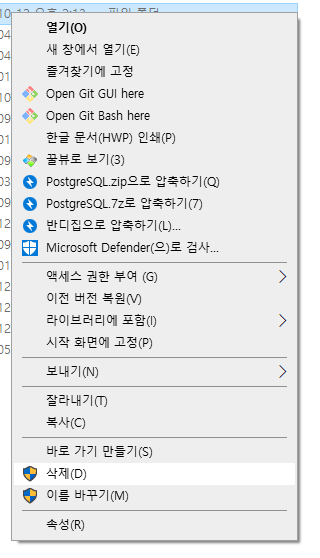 열기(O)
새 창에서 열기(E)
즐겨찾기에 고정
Open Git GUI here
Open Git Bash here
한글 문서(HWP) 인쇄(P)
꿀뷰로 보기(3)
PostgreSQL.zip으로 압축하기(Q)
PostgreSQL.7z로 압축하기(7)
반디집으로 압축하기(L)...
Microsoft Defender(으)로 검사...
액세스 권한 부여 (G)
이전 버전 복원(V)
라이브러리에 포함(I)
시작 화면에 고정(P)
보내기(N)
잘라내기(T)
복사(C)
바로 가기 만들기(S)
삭제(D)
이름 바꾸기(M)
속성(R)